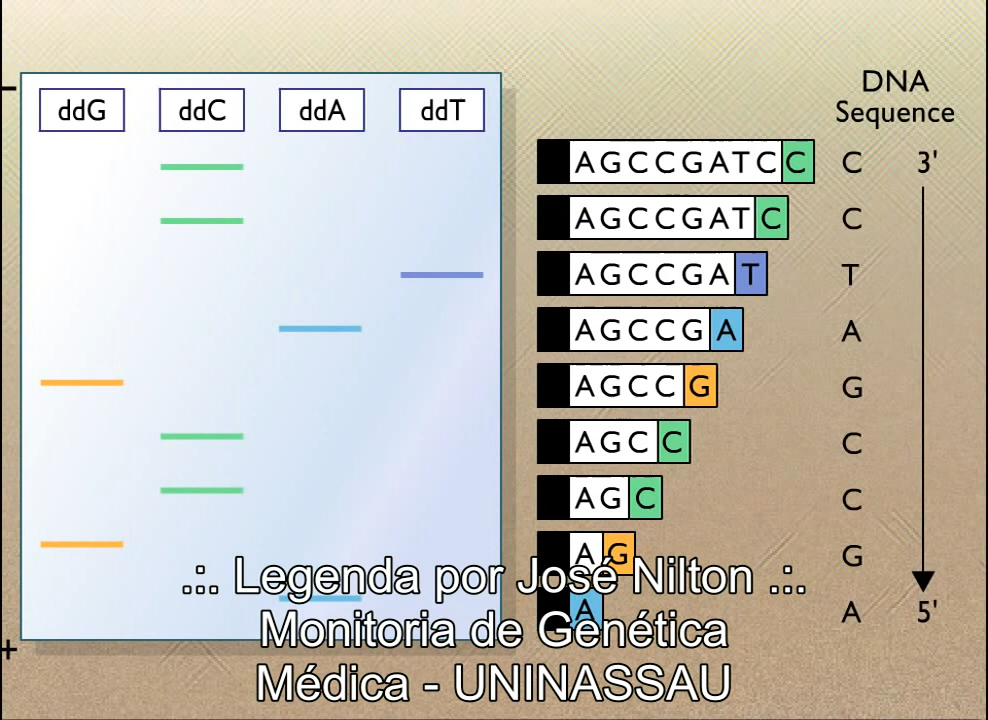 DNA
Sequence
−
ddG ddC ddA ddT
AGCCGATCC C 3'
AGCCGATC C
AGCCGAT T
AGCCGA A
AGCCG G
AGCC C
AGC C
AG G
A A 5'
+
.:. Legenda por José Nilton .:.
Monitoria de Genética
Médica - UNINASSAU